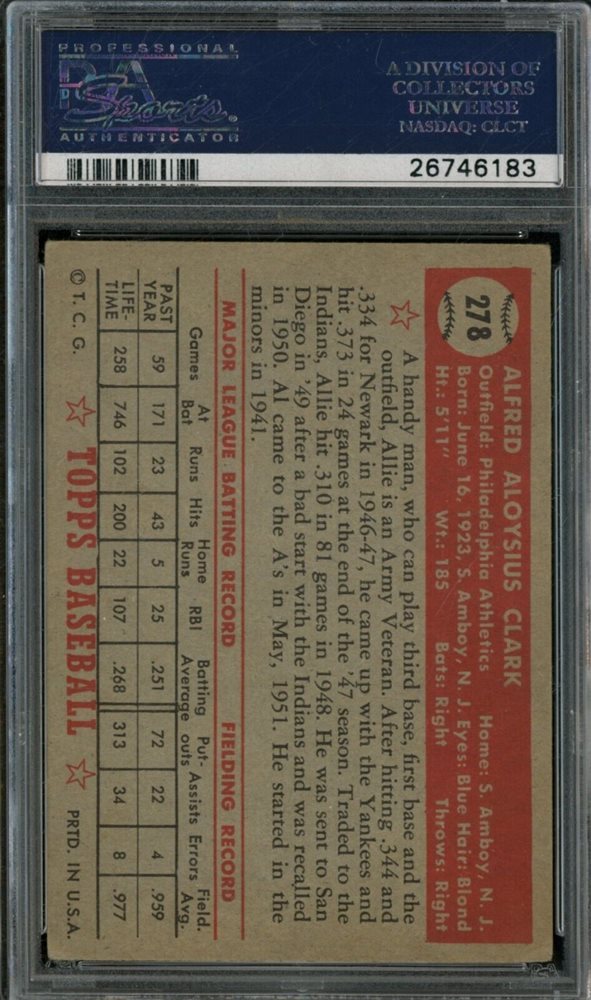 PROFESSIONAL
PSA
Sports
AUTHENTICATOR
A DIVISION OF
COLLECTORS
UNIVERSE
NASDAQ: CLCT
26746183
278
ALFRED ALOYSIUS CLARK
Outfield: Philadelphia Athletics Home: S. Amboy, N. J.
Born: June 16, 1923, S. Amboy, N. J. Eyes: Blue Hair: Blond
Ht.: 5'11" Wt.: 185 Bats: Right Throws: Right
A handy man, who can play third base, first base and the
outfield, Allie is an Army Veteran. After hitting .344 and
.334 for Newark in 1946-47, he came up with the Yankees and
hit .373 in 24 games at the end of the '47 season. Traded to the
Indians, Allie hit .310 in 81 games in 1948. He was sent to San
Diego in '49 after a bad start with the Indians and was recalled
in 1950. Al came to the A's in May, 1951. He started in the
minors in 1941.
MAJOR LEAGUE BATTING RECORD FIELDING RECORD
Games At Bat Runs Hits Home Runs RBI Batting Average Put-outs Assists Errors Field. Avg.
PAST YEAR 59 171 23 43 5 25 .251 72 22 4 .959
LIFE-TIME 258 746 102 200 22 107 .268 313 34 8 .977
© T. C. G. TOPPS BASEBALL PRTD. IN U.S.A.